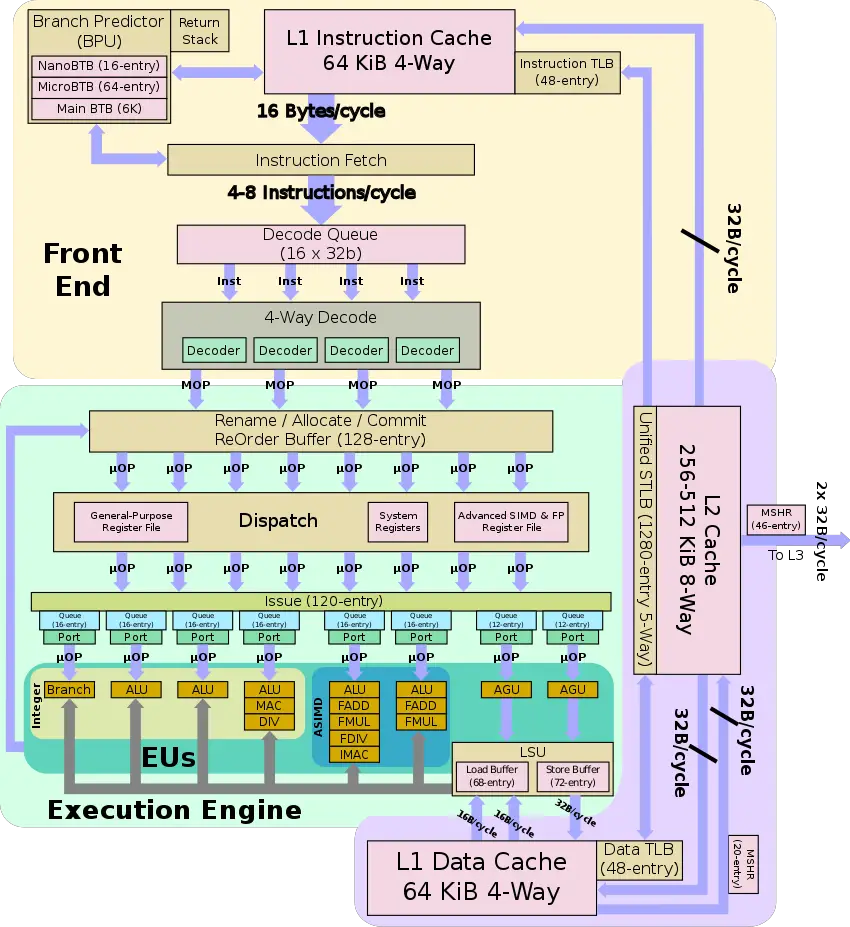 Branch Predictor
(BPU)
Return
Stack
NanoBTB (16-entry)
MicroBTB (64-entry)
Main BTB (6K)
L1 Instruction Cache
64 KiB 4-Way
Instruction TLB
(48-entry)
16 Bytes/cycle
Instruction Fetch
4-8 Instructions/cycle
Decode Queue
(16 x 32b)
32B/cycle
Front
End
Inst
Inst
Inst
Inst
4-Way Decode
Decoder
Decoder
Decoder
Decoder
MOP
MOP
MOP
MOP
Rename / Allocate / Commit
ReOrder Buffer (128-entry)
µOP
µOP
µOP
µOP
µOP
µOP
µOP
µOP
General-Purpose
Register File
Dispatch
System
Registers
Advanced SIMD & FP
Register File
µOP
µOP
µOP
µOP
µOP
µOP
µOP
µOP
Issue (120-entry)
Queue
(16-entry)
Queue
(16-entry)
Queue
(16-entry)
Queue
(16-entry)
Queue
(16-entry)
Queue
(16-entry)
Queue
(12-entry)
Queue
(12-entry)
Port
Port
Port
Port
Port
Port
Port
Port
µOP
µOP
µOP
µOP
µOP
µOP
µOP
µOP
Integer
Branch
ALU
ALU
ALU
MAC
DIV
ASIMD
ALU
FADD
FMUL
FDIV
IMAC
ALU
FADD
FMUL
AGU
AGU
EUs
Execution Engine
LSU
Load Buffer
(68-entry)
Store Buffer
(72-entry)
16B/cycle
16B/cycle
32B/cycle
L1 Data Cache
64 KiB 4-Way
Data TLB
(48-entry)
Unified STLB (1280-entry 5-Way)
L2 Cache
256-512 KiB 8-Way
MSHR
(46-entry)
To L3
2x 32B/cycle
32B/cycle
32B/cycle
MSHR
(20-entry)